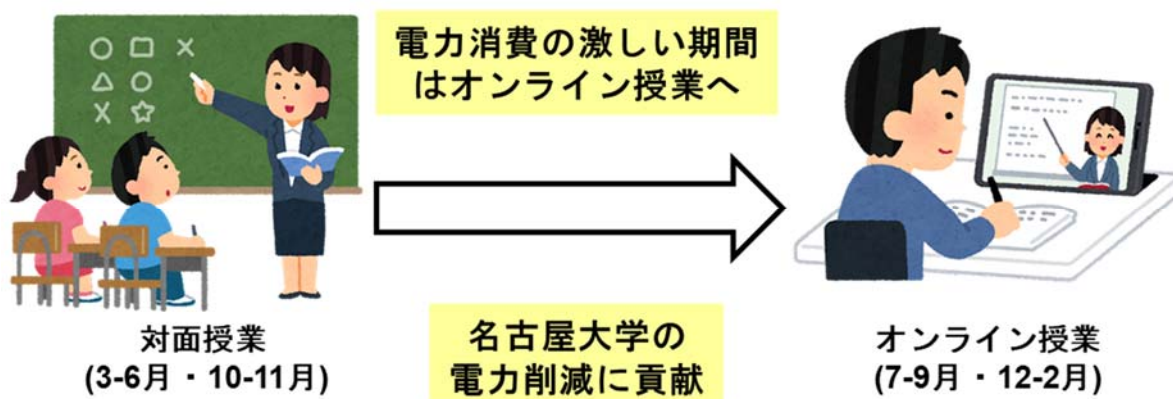 電力消費の激しい期間
はオンライン授業へ
対面授業
(3-6月・10-11月)
名古屋大学の
電力削減に貢献
オンライン授業
(7-9月・12-2月)